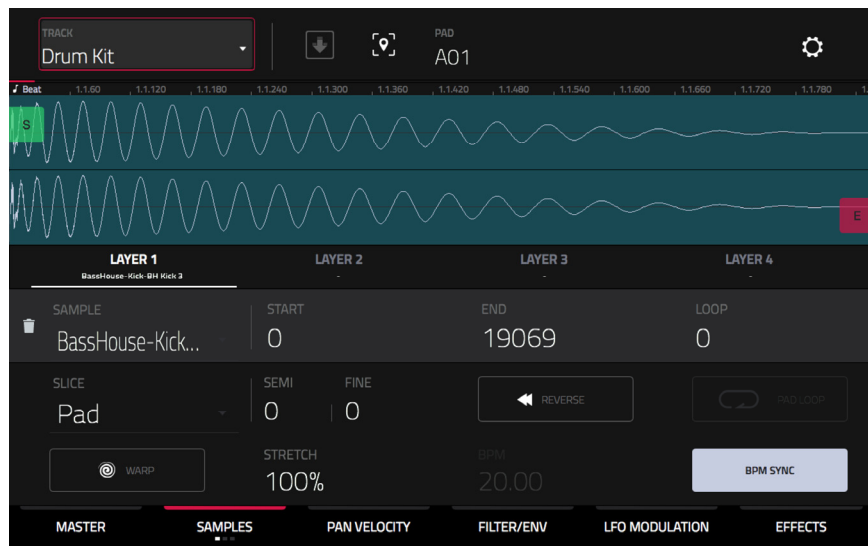 TRACK
Drum Kit
PAD
A01
Beat 1.1.60 1.1.120 1.1.180 1.1.240 1.1.300 1.1.360 1.1.420 1.1.480 1.1.540 1.1.600 1.1.660 1.1.720 1.1.780 1.
S
E
LAYER 1 LAYER 2 LAYER 3 LAYER 4
BassHouse-Kick-BH Kick 3 - - -
SAMPLE START END LOOP
BassHouse-Kick... 0 19069 0
SLICE SEMI FINE
Pad 0 0
REVERSE
PAD LOOP
WARP
STRETCH BPM
100% 20.00
BPM SYNC
MASTER SAMPLES PAN VELOCITY FILTER/ENV LFO MODULATION EFFECTS